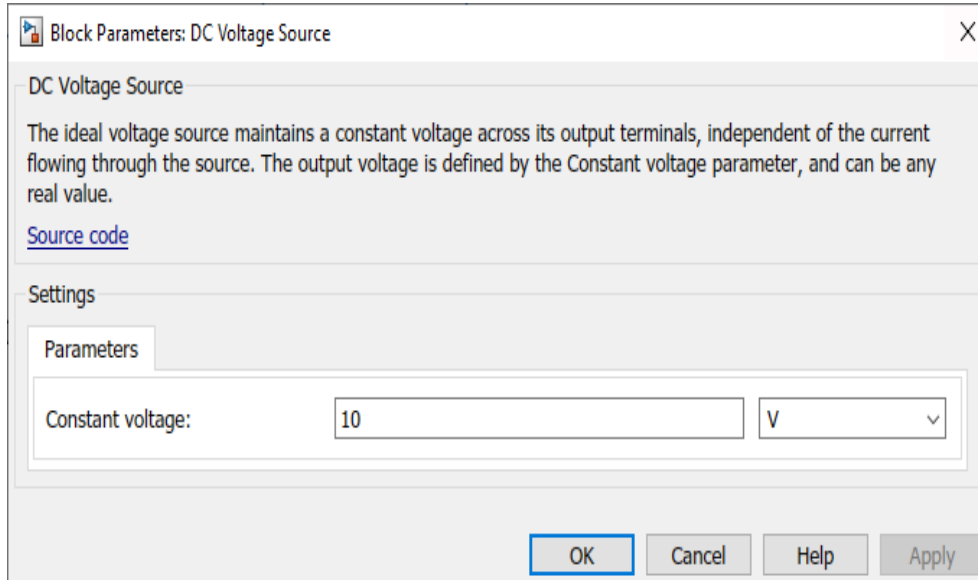 Block Parameters: DC Voltage Source
DC Voltage Source
The ideal voltage source maintains a constant voltage across its output terminals, independent of the current
flowing through the source. The output voltage is defined by the Constant voltage parameter, and can be any
real value.
Source code
Settings
Parameters
Constant voltage: 10 V
OK Cancel Help Apply